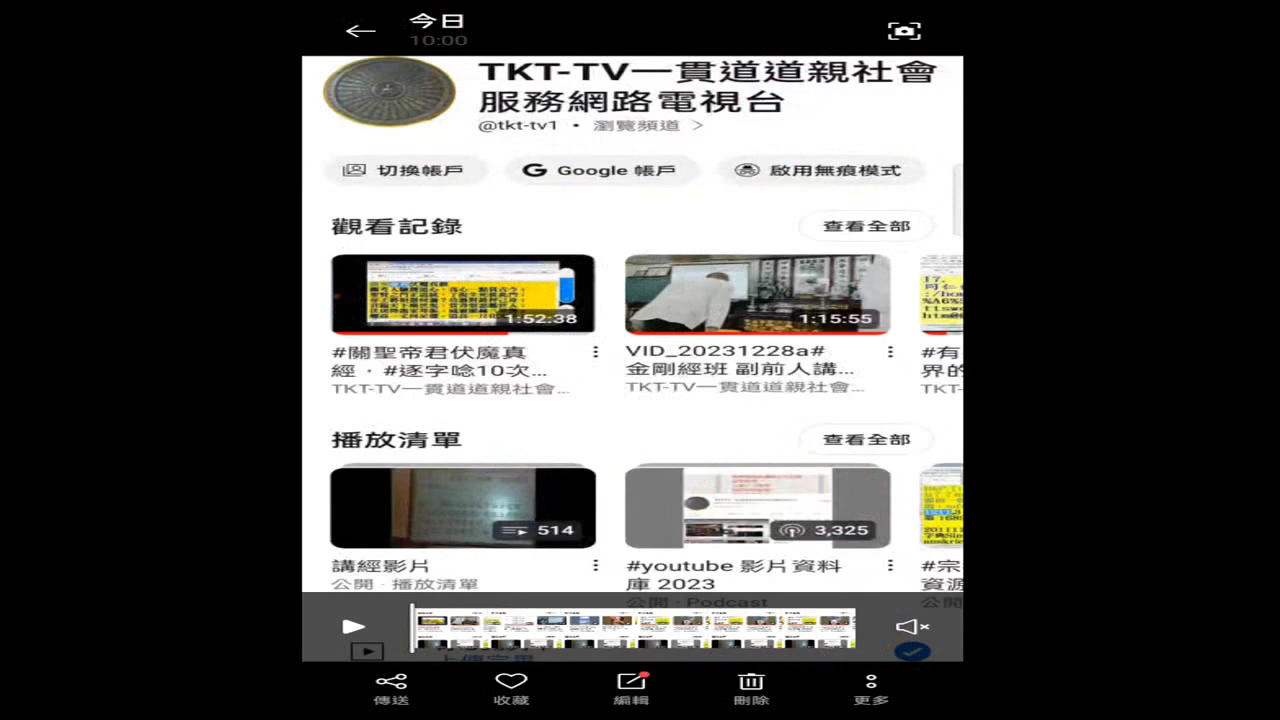 今日
10:00
TKT-TV一貫道道親社會
服務網路電視台
@tkt-tv1 • 瀏覽頻道 >
切換帳戶
Google 帳戶
啟用無痕模式
觀看記錄
查看全部
1:52:38
1:15:55
#關聖帝君伏魔真
經，#逐字唸10次...
TKT-TV一貫道道親社會...
VID_20231228a#
金剛經班 副前人講...
TKT-TV一貫道道親社會...
#有
界的
TKT-
播放清單
查看全部
514
3,325
講經影片
公開 · 播放清單
#youtube 影片資料
庫 2023
公開 · Podcast
#宗
資源
公開
傳送
收藏
編輯
刪除
更多